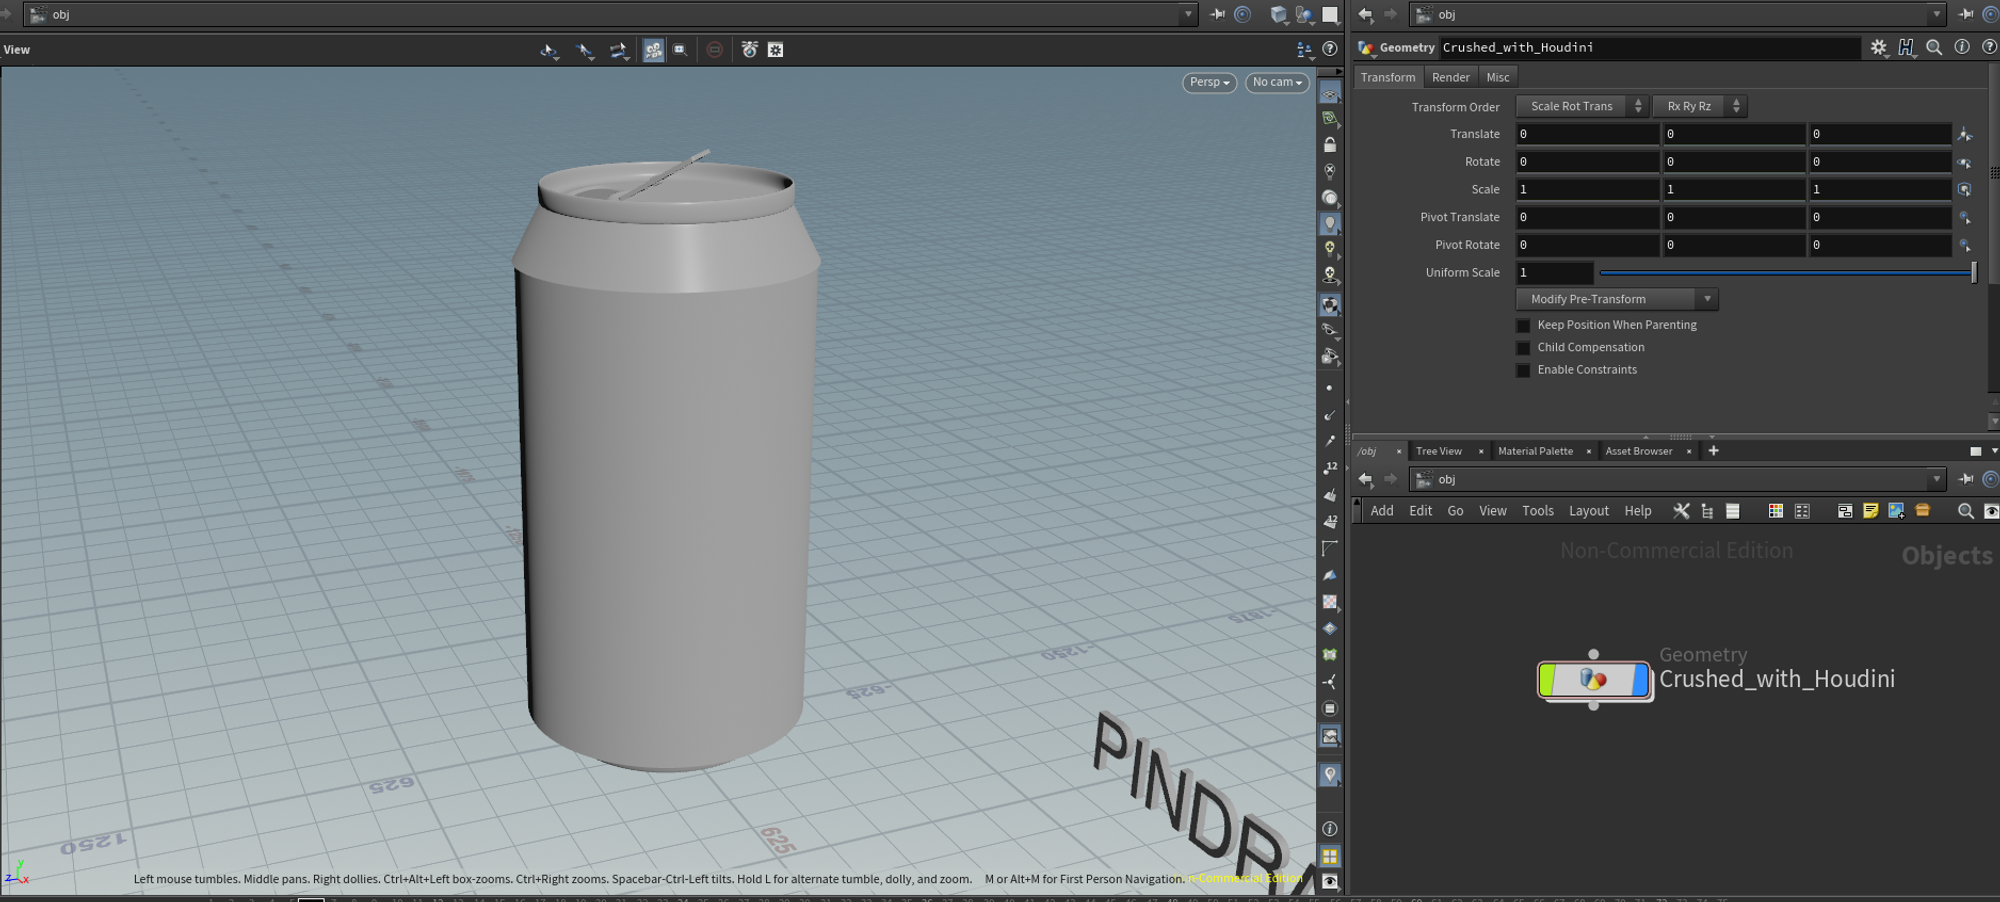 obj
obj
View
Persp
No cam
Geometry
Crushed_with_Houdini
Transform
Render
Misc
Transform Order
Scale Rot Trans
Rx Ry Rz
Translate
0
0
0
Rotate
0
0
0
Scale
1
1
1
Pivot Translate
0
0
0
Pivot Rotate
0
0
0
Uniform Scale
1
Modify Pre-Transform
Keep Position When Parenting
Child Compensation
Enable Constraints
/obj
Tree View
Material Palette
Asset Browser
obj
Add
Edit
Go
View
Tools
Layout
Help
12
12
Non-Commercial Edition
Objects
Geometry
Crushed_with_Houdini
-1875
-1250
-625
625
1250
625
PINDRA
Left mouse tumbles. Middle pans. Right dollies. Ctrl+Alt+Left box-zooms. Ctrl+Right zooms. Spacebar-Ctrl-Left tilts. Hold L for alternate tumble, dolly, and zoom. M or Alt+M for First Person Navigation.
n-Commercial Edition
y
z
x